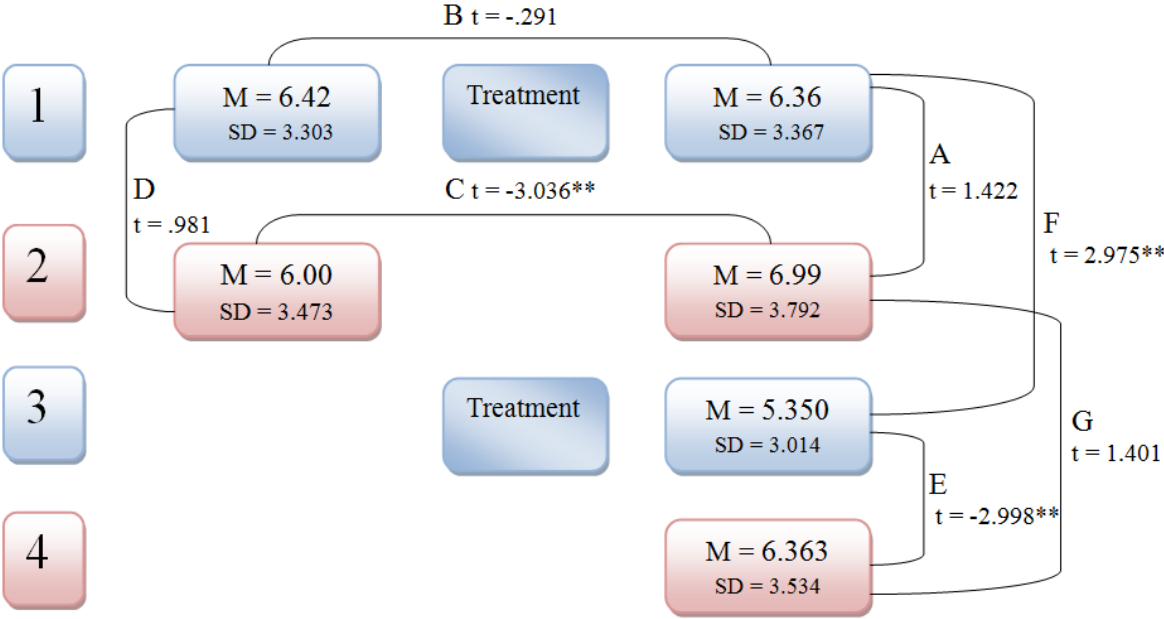 B t = -.291
1
M = 6.42
SD = 3.303
Treatment
M = 6.36
SD = 3.367
A
t = 1.422
D
t = .981
C t = -3.036**
F
t = 2.975**
2
M = 6.00
SD = 3.473
M = 6.99
SD = 3.792
3
Treatment
M = 5.350
SD = 3.014
G
t = 1.401
E
t = -2.998**
4
M = 6.363
SD = 3.534